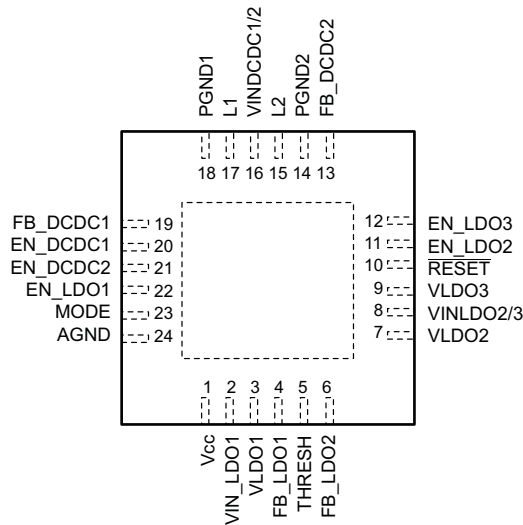 PGND1
L1
VINDCDC1/2
L2
PGND2
FB_DCDC2
18 17 16 15 14 13
FB_DCDC1 19
EN_DCDC1 20
EN_DCDC2 21
EN_LDO1 22
MODE 23
AGND 24
12 EN_LDO3
11 EN_LDO2
10 RESET
9 VLDO3
8 VINLDO2/3
7 VLDO2
1 2 3 4 5 6
Vcc
VIN_LDO1
VLDO1
FB_LDO1
THRESH
FB_LDO2